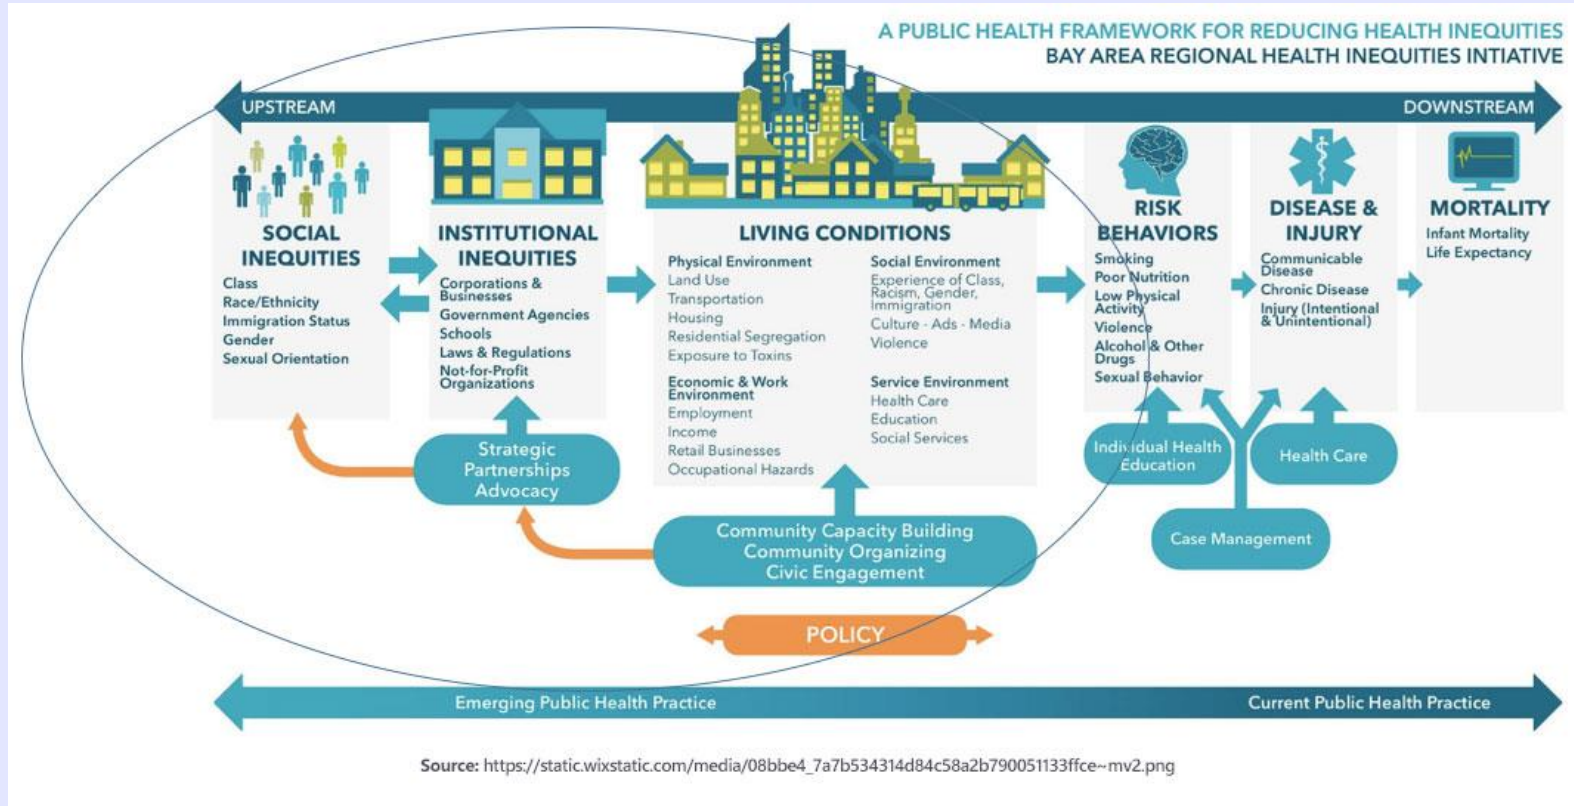 A PUBLIC HEALTH FRAMEWORK FOR REDUCING HEALTH INEQUITIES
BAY AREA REGIONAL HEALTH INEQUITIES INTIATIVE
UPSTREAM
DOWNSTREAM
SOCIAL
INEQUITIES
Class
Race/Ethnicity
Immigration Status
Gender
Sexual Orientation
INSTITUTIONAL
INEQUITIES
Corporations &
Businesses
Government Agencies
Schools
Laws & Regulations
Not-for-Profit
Organizations
LIVING CONDITIONS
Physical Environment
Land Use
Transportation
Housing
Residential Segregation
Exposure to Toxins
Economic & Work
Environment
Employment
Income
Retail Businesses
Occupational Hazards
Social Environment
Experience of Class,
Racism, Gender,
Immigration
Culture - Ads - Media
Violence
Service Environment
Health Care
Education
Social Services
RISK
BEHAVIORS
Smoking
Poor Nutrition
Low Physical
Activity
Violence
Alcohol & Other
Drugs
Sexual Behavior
DISEASE &
INJURY
Communicable
Disease
Chronic Disease
Injury (Intentional
& Unintentional)
MORTALITY
Infant Mortality
Life Expectancy
Strategic
Partnerships
Advocacy
Community Capacity Building
Community Organizing
Civic Engagement
Individual Health
Education
Health Care
Case Management
POLICY
Emerging Public Health Practice
Current Public Health Practice
Source: https://static.wixstatic.com/media/08bbe4_7a7b534314d84c58a2b790051133ffce~mv2.png